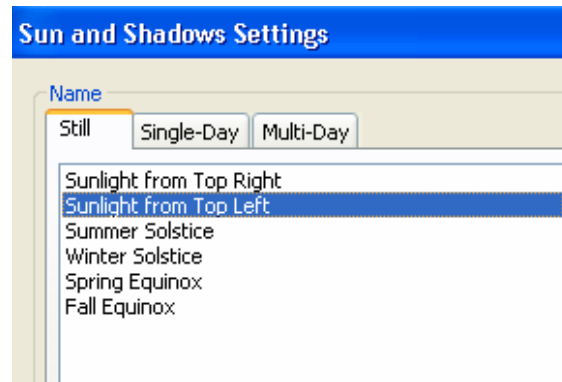 Sun and Shadows Settings
Name
Still Single-Day Multi-Day
Sunlight from Top Right
Sunlight from Top Left
Summer Solstice
Winter Solstice
Spring Equinox
Fall Equinox